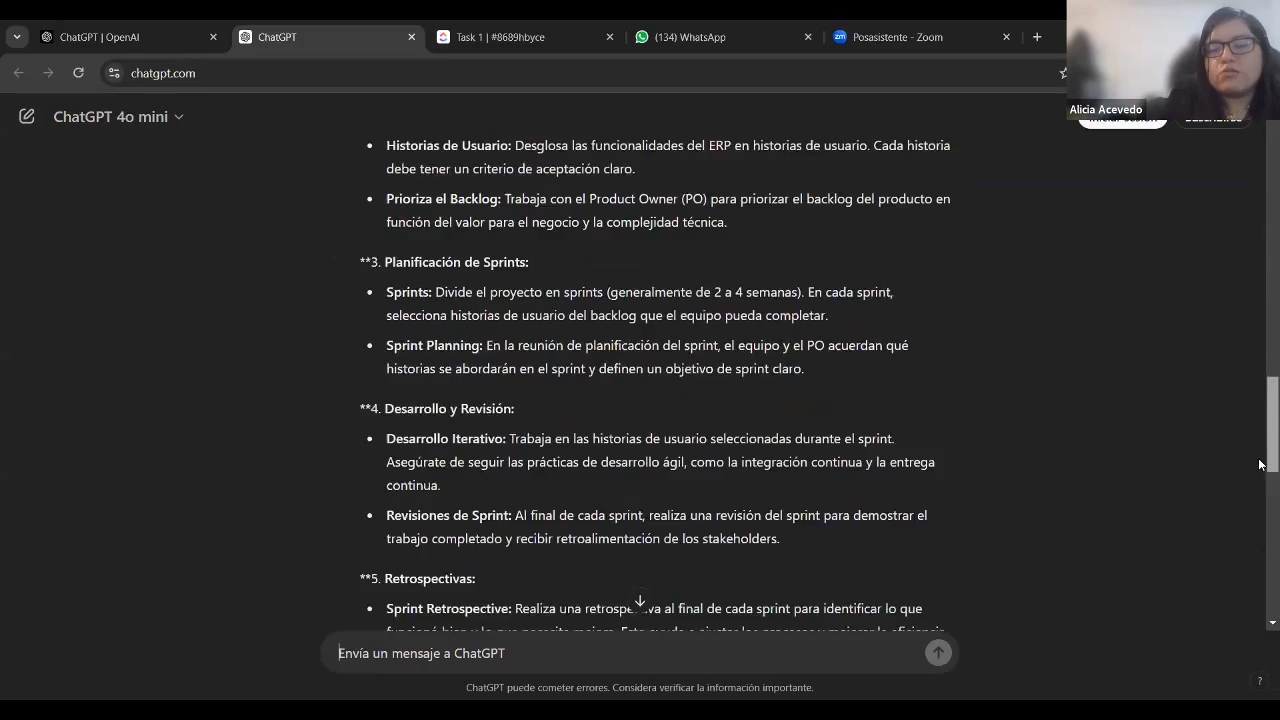 ChatGPT | OpenAI
ChatGPT
Task 1 | #8689hbyce
(134) WhatsApp
zm
Posasistente - Zoom
chatgpt.com
Alicia Acevedo
ChatGPT 4o mini
Historias de Usuario: Desglosa las funcionalidades del ERP en historias de usuario. Cada historia
debe tener un criterio de aceptación claro.
Prioriza el Backlog: Trabaja con el Product Owner (PO) para priorizar el backlog del producto en
función del valor para el negocio y la complejidad técnica.
**3. Planificación de Sprints:
Sprints: Divide el proyecto en sprints (generalmente de 2 a 4 semanas). En cada sprint,
selecciona historias de usuario del backlog que el equipo pueda completar.
Sprint Planning: En la reunión de planificación del sprint, el equipo y el PO acuerdan qué
historias se abordarán en el sprint y definen un objetivo de sprint claro.
**4. Desarrollo y Revisión:
Desarrollo Iterativo: Trabaja en las historias de usuario seleccionadas durante el sprint.
Asegúrate de seguir las prácticas de desarrollo ágil, como la integración continua y la entrega
continua.
Revisiones de Sprint: Al final de cada sprint, realiza una revisión del sprint para demostrar el
trabajo completado y recibir retroalimentación de los stakeholders.
**5. Retrospectivas:
Sprint Retrospective: Realiza una retrospectiva al final de cada sprint para identificar lo que
Envía un mensaje a ChatGPT
ChatGPT puede cometer errores. Considera verificar la información importante.
?